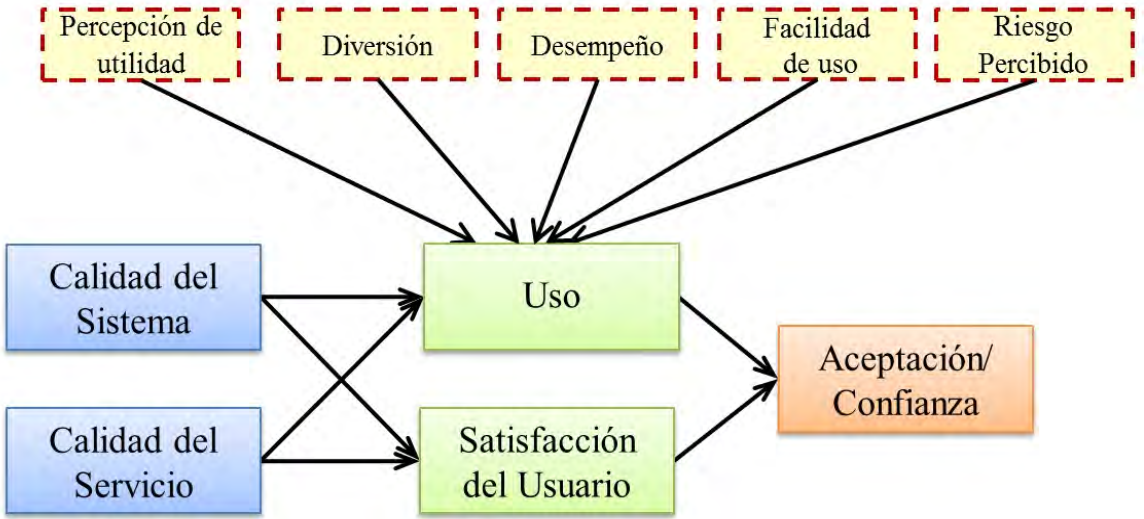 Percepción de
utilidad
Diversión
Desempeño
Facilidad
de uso
Riesgo
Percibido
Calidad del
Sistema
Uso
Aceptación/
Confianza
Calidad del
Servicio
Satisfacción
del Usuario